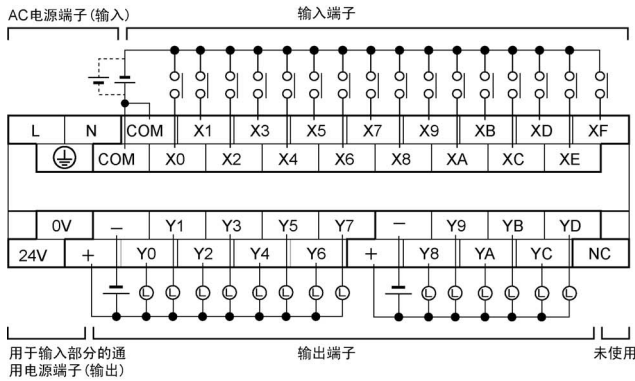 AC电源端子(输入) 输入端子
L N COM X1 X3 X5 X7 X9 XB XD XF
COM X0 X2 X4 X6 X8 XA XC XE
0V − Y1 Y3 Y5 Y7 − Y9 YB YD
24V + Y0 Y2 Y4 Y6 + Y8 YA YC NC
L L L L L L L L L L L L L L
用于输入部分的通 输出端子 未使用
用电源端子(输出)